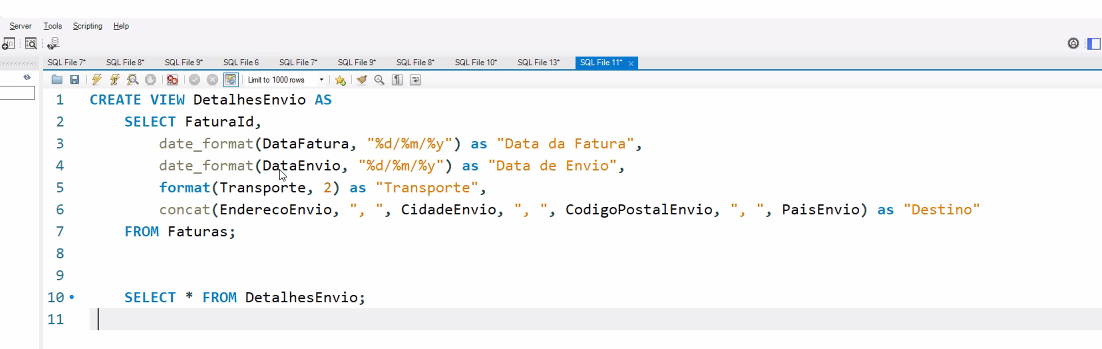 Server Tools Scripting Help
SQL File 7* SQL File 8* SQL File 9* SQL File 6 SQL File 7* SQL File 9* SQL File 8* SQL File 10* SQL File 13* SQL File 11* ×
Limit to 1000 rows
1 CREATE VIEW DetalhesEnvio AS
2 SELECT FaturaId,
3 date_format(DataFatura, "%d/%m/%y") as "Data da Fatura",
4 date_format(DataEnvio, "%d/%m/%y") as "Data de Envio",
5 format(Transporte, 2) as "Transporte",
6 concat(EnderecoEnvio, ", ", CidadeEnvio, ", ", CodigoPostalEnvio, ", ", PaisEnvio) as "Destino"
7 FROM Faturas;
8
9
10 SELECT * FROM DetalhesEnvio;
11